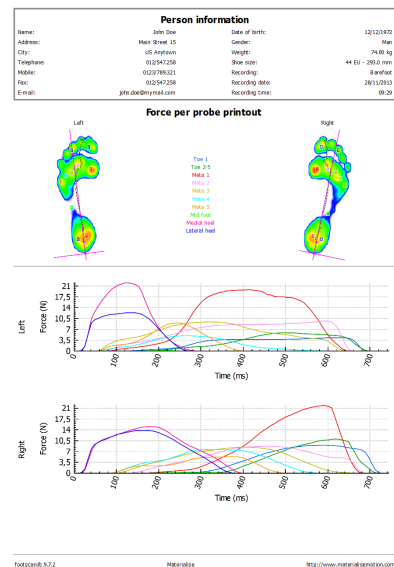 Person information
Name: John Doe Date of birth: 12/12/1972
Address: Main Street 15 Gender: Man
City: US Anytown Weight: 74,00 kg
Telephone: 012/547.258 Shoe size: 44 EU - 293.0 mm
Mobile: 0123/789.321 Recording: Barefoot
Fax: 012/547.258 Recording date: 28/11/2013
E-mail: john.doe@mymail.com Recording time: 09:29
Force per probe printout
Left Right
Toe 1
Toe 2-5
Meta 1
Meta 2
Meta 3
Meta 4
Meta 5
Mid foot
Medial heel
Lateral heel
Left
Force (N)
21
17,5
14
10,5
7
3,5
0
0 100 200 300 400 500 600 700
Time (ms)
Right
Force (N)
21
17,5
14
10,5
7
3,5
0
0 100 200 300 400 500 600 700
Time (ms)
footscan® 9.7.2 Materialise http://www.materialisemotion.com